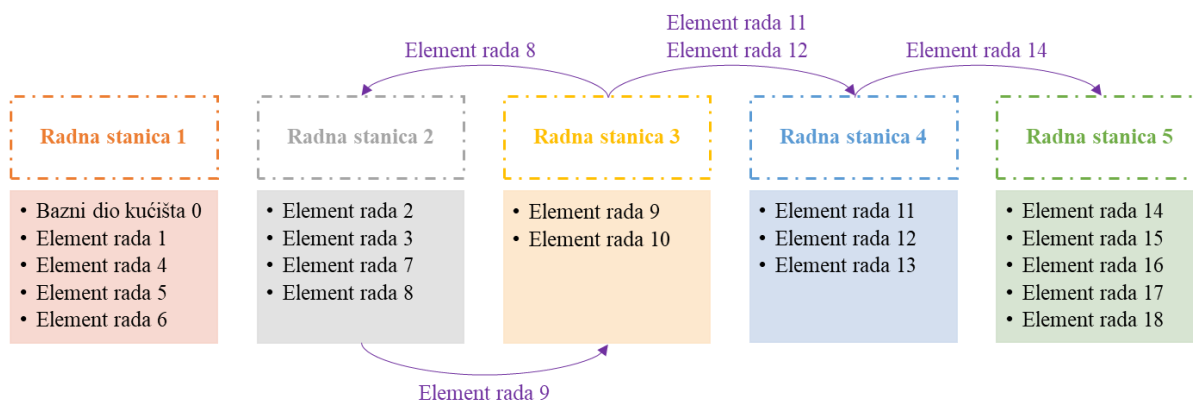 Element rada 11
Element rada 8
Element rada 12
Element rada 14
Radna stanica 1
Radna stanica 2
Radna stanica 3
Radna stanica 4
Radna stanica 5
• Bazni dio kućišta 0
• Element rada 1
• Element rada 4
• Element rada 5
• Element rada 6
• Element rada 2
• Element rada 3
• Element rada 7
• Element rada 8
• Element rada 9
• Element rada 10
• Element rada 11
• Element rada 12
• Element rada 13
• Element rada 14
• Element rada 15
• Element rada 16
• Element rada 17
• Element rada 18
Element rada 9